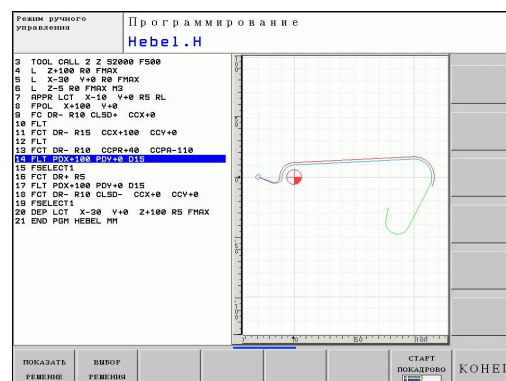 Режим ручного
управления
Программирование
Hebel.H
3 TOOL CALL 2 Z S2000 F500
4 L Z+100 R0 FMAX
5 L X-30 Y+0 R0 FMAX
6 L Z-5 R0 FMAX M3
7 APPR LCT X-10 Y+0 R5 RL
8 FPOL X+100 Y+0
9 FC DR- R10 CLSD+ CCX+0
10 FLT
11 FCT DR- R15 CCX+100 CCY+0
12 FLT
13 FCT DR- R10 CCPR+40 CCPA-110
14 FLT PDX+100 PDY+0 D15
15 FSELECT1
16 FCT DR+ R5
17 FLT PDX+100 PDY+0 D15
18 FCT DR- R10 CLSD- CCX+0 CCY+0
19 FSELECT1
20 DEP LCT X-30 Y+0 Z+100 R5 FMAX
21 END PGM HEBEL MM
50
100
ПОКАЗАТЬ
РЕШЕНИЕ
ВЫБОР
РЕШЕНИЯ
СТАРТ
ПОКАДРОВО
КОНЕЦ